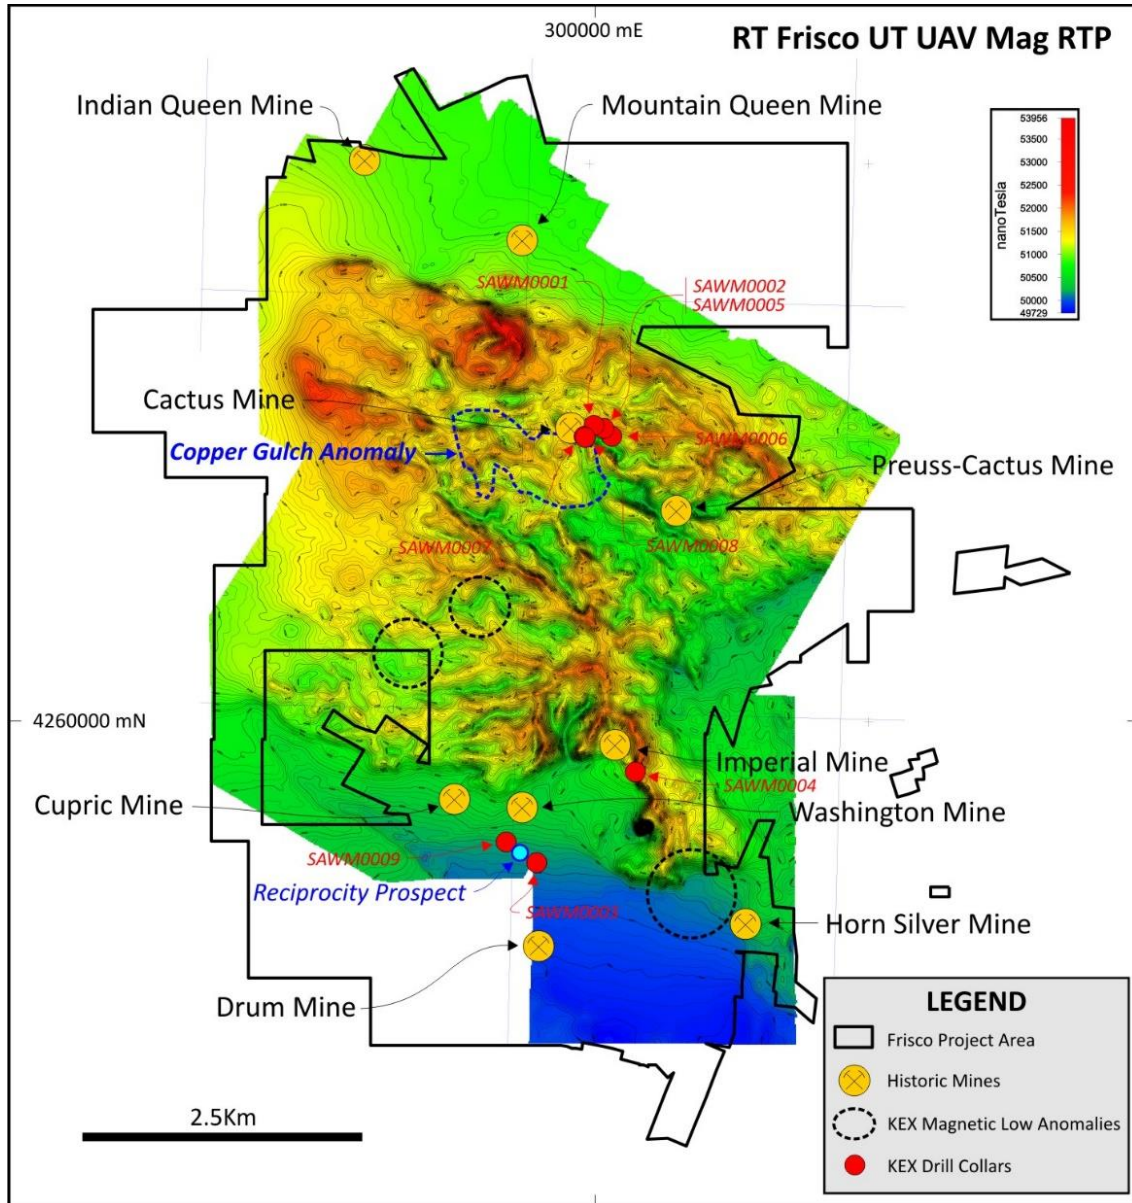 300000 mE
RT Frisco UT UAV Mag RTP
Indian Queen Mine
Mountain Queen Mine
53956
53500
53000
52500
52000
51500
51000
50500
50000
49729
nanoTesla
SAWM0001
SAWM0002
SAWM0005
Cactus Mine
Copper Gulch Anomaly
SAWM0006
Preuss-Cactus Mine
SAWM0007
SAWM0008
4260000 mN
Imperial Mine
SAWM0004
Cupric Mine
Washington Mine
SAWM0009
Reciprocity Prospect
SAWM0003
Horn Silver Mine
Drum Mine
2.5Km
LEGEND
Frisco Project Area
Historic Mines
KEX Magnetic Low Anomalies
KEX Drill Collars